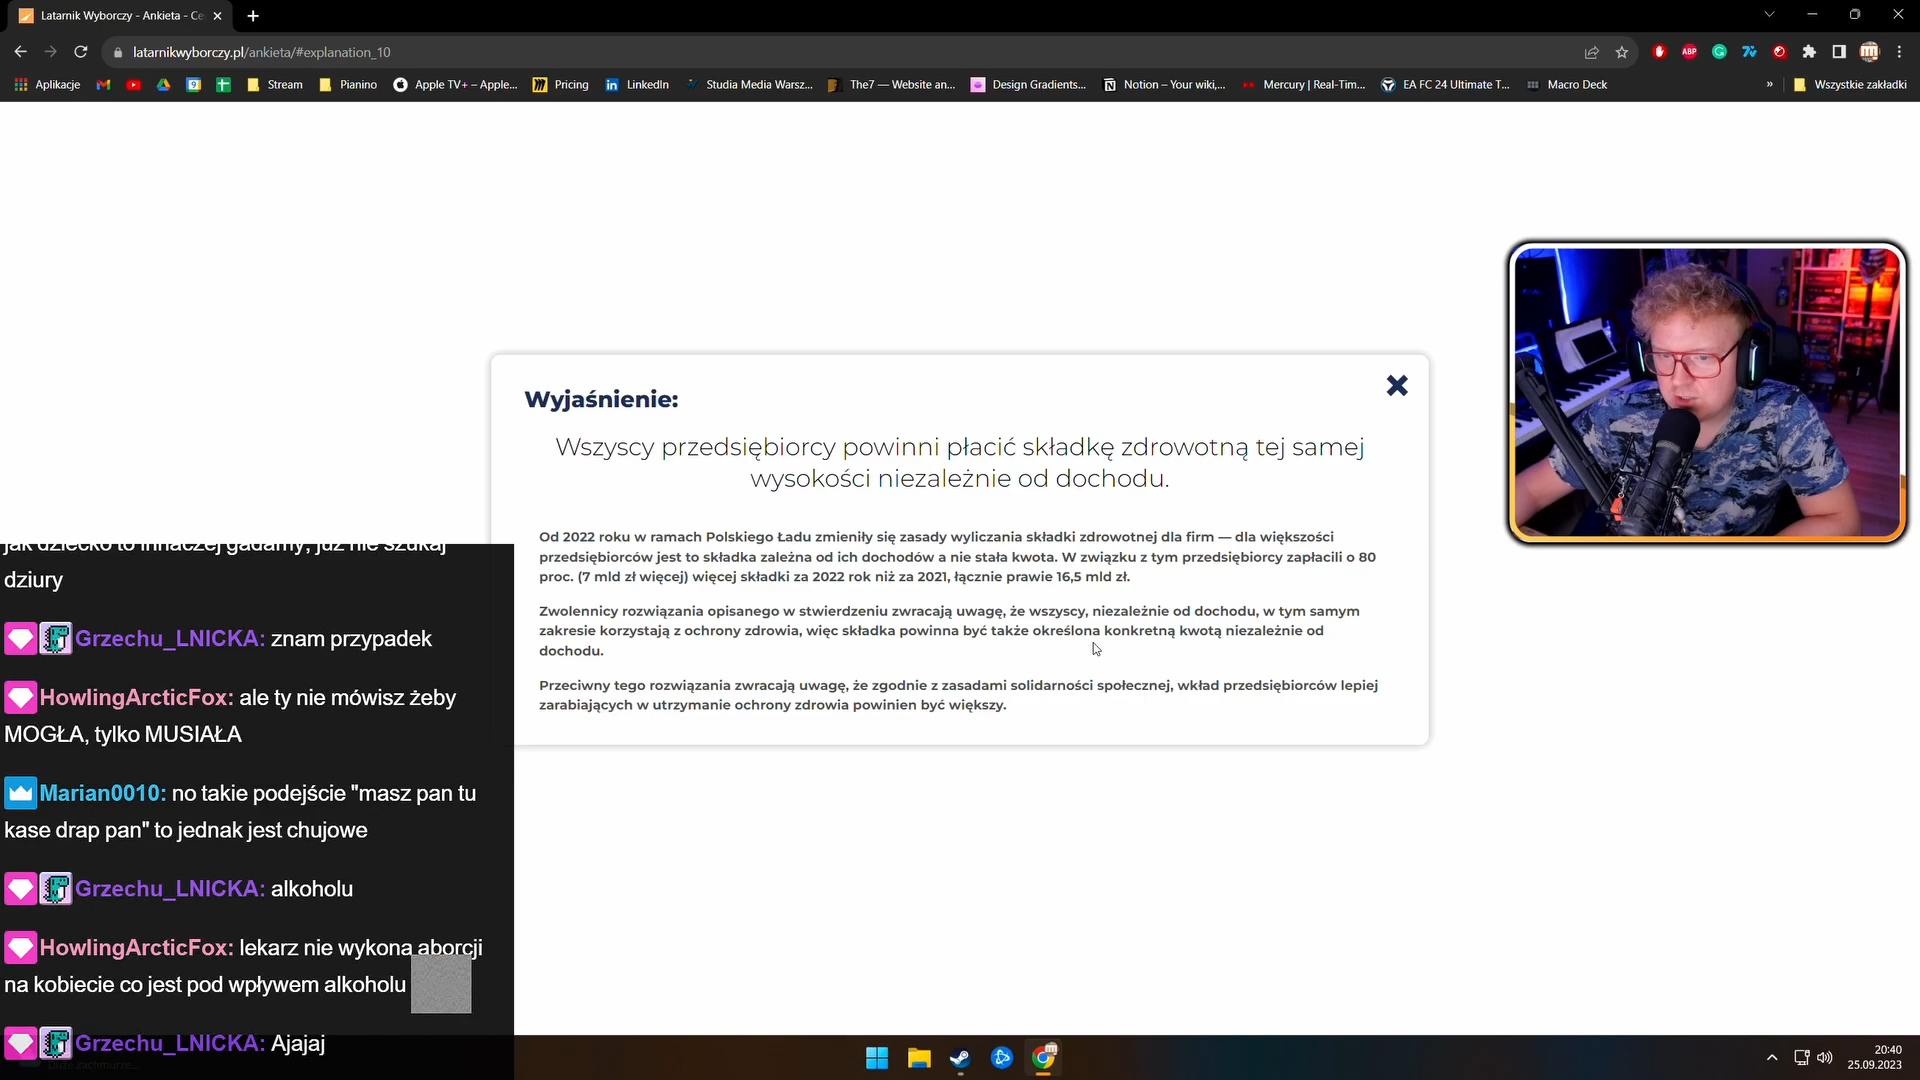 Latarnik Wyborczy - Ankieta - Ce
latarnikwyborczy.pl/ankieta/#explanation_10
Aplikacje
Stream
Pianino
Apple TV+ – Apple...
Pricing
LinkedIn
Studia Media Warsz...
The7 — Website an...
Design Gradients...
Notion – Your wiki,...
Mercury | Real-Tim...
EA FC 24 Ultimate T...
Macro Deck
»
Wszystkie zakładki
Wyjaśnienie:
Wszyscy przedsiębiorcy powinni płacić składkę zdrowotną tej samej
wysokości niezależnie od dochodu.
Od 2022 roku w ramach Polskiego Ładu zmieniły się zasady wyliczania składki zdrowotnej dla firm — dla większości
przedsiębiorców jest to składka zależna od ich dochodów a nie stała kwota. W związku z tym przedsiębiorcy zapłacili o 80
proc. (7 mld zł więcej) więcej składki za 2022 rok niż za 2021, łącznie prawie 16,5 mld zł.
Zwolennicy rozwiązania opisanego w stwierdzeniu zwracają uwagę, że wszyscy, niezależnie od dochodu, w tym samym
zakresie korzystają z ochrony zdrowia, więc składka powinna być także określona konkretną kwotą niezależnie od
dochodu.
Przeciwny tego rozwiązania zwracają uwagę, że zgodnie z zasadami solidarności społecznej, wkład przedsiębiorców lepiej
zarabiających w utrzymanie ochrony zdrowia powinien być większy.
jak dziecko to innaczej gadamy, już nie szukaj
dziury
Grzechu_LNICKA: znam przypadek
HowlingArcticFox: ale ty nie mówisz żeby
MOGŁA, tylko MUSIAŁA
Marian0010: no takie podejście "masz pan tu
kase drap pan" to jednak jest chujowe
Grzechu_LNICKA: alkoholu
HowlingArcticFox: lekarz nie wykona aborcji
na kobiecie co jest pod wpływem alkoholu
Grzechu_LNICKA: Ajajaj
Duże zachmurze...
20:40
25.09.2023